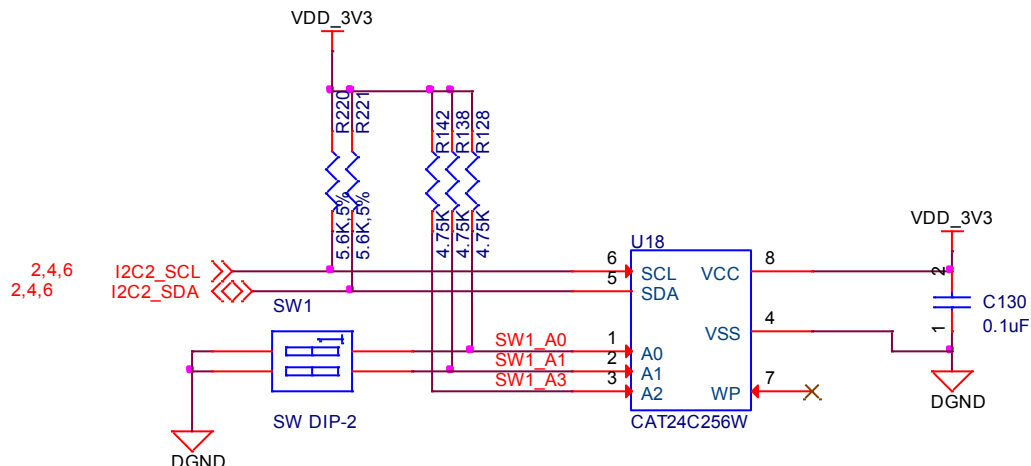 VDD_3V3
R220
R221
R142
R138
R128
5.6K,5%
5.6K,5%
4.75K
4.75K
4.75K
U18
VDD_3V3
2,4,6 I2C2_SCL
6 SCL VCC 8
2,4,6 I2C2_SDA
5 SDA
2
C130
0.1uF
1
SW1
4 VSS
1
SW1_A0 1 A0
SW1_A1 2 A1
SW1_A3 3 A2
WP 7
SW DIP-2
CAT24C256W
DGND
DGND